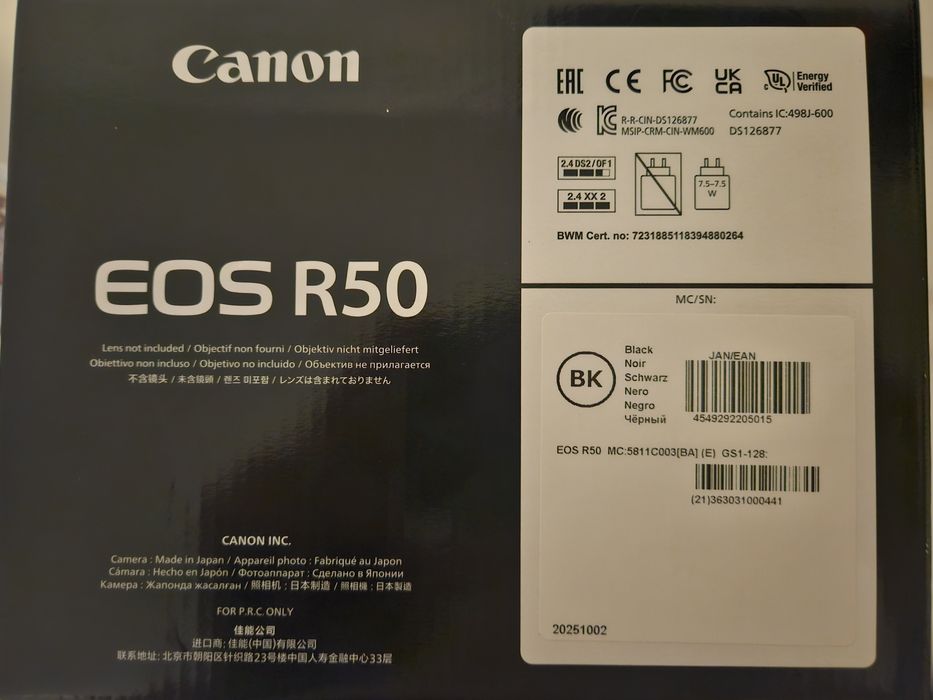 Canon
EOS R50
Lens not included / Objectif non fourni / Objektiv nicht mitgeliefert
Obiettivo non incluso / Objetivo no incluido / Объектив не прилагается
不含镜头 / 未含鏡頭 / 렌즈 미포함 / レンズは含まれておりません
CANON INC.
Camera : Made in Japan / Appareil photo : Fabriqué au Japon
Cámara : Hecho en Japón / Фотоаппарат : Сделано в Японии
Камера : Жапонда жасалған / 照相机 : 日本制造 / 照相機 : 日本製造
FOR P.R.C. ONLY
佳能公司
进口商: 佳能(中国)有限公司
联系地址: 北京市朝阳区针织路23号楼中国人寿金融中心33层
EAC CE FC UK CA c UL Energy Verified
R-R-CIN-DS126877
MSIP-CRM-CIN-WM600
Contains IC:498J-600
DS126877
2.4 DS2/OF1
2.4 XX 2
7.5–7.5
W
BWM Cert. no: 7231885118394880264
MC/SN:
BK
Black
Noir
Schwarz
Nero
Negro
Чёрный
JAN/EAN
4549292205015
EOS R50 MC:5811C003[BA] (E) GS1-128:
(21)363031000441
20251002